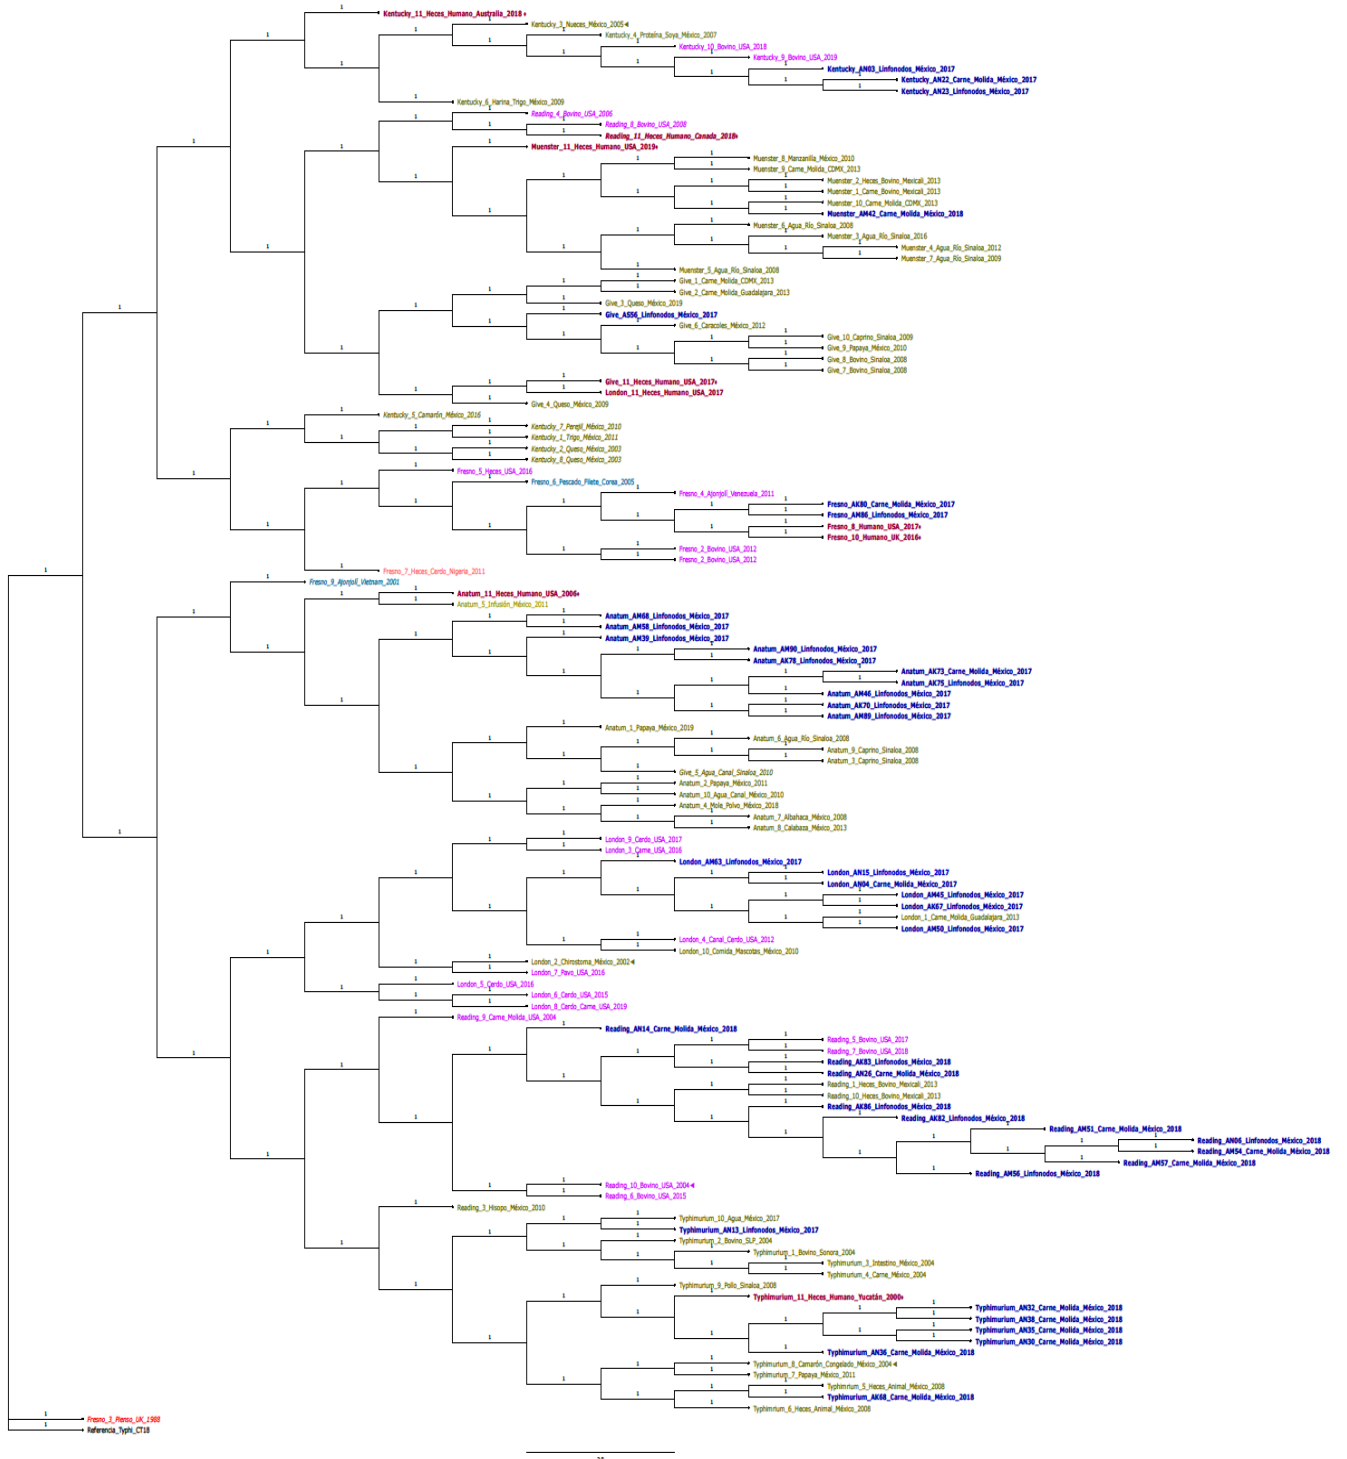 Kentucky_11_Heces_Humano_Australia_2018
Kentucky_3_Nueces_México_2005
Kentucky_4_Proteína_Soya_México_2007
Kentucky_10_Bovino_USA_2018
Kentucky_9_Bovino_USA_2019
Kentucky_AN03_Linfonodos_México_2017
Kentucky_AN22_Carne_Molida_México_2017
Kentucky_AN23_Linfonodos_México_2017
Kentucky_6_Harina_Trigo_México_2009
Reading_4_Bovino_USA_2006
Reading_8_Bovino_USA_2008
Reading_11_Heces_Humano_Canada_2018
Muenster_11_Heces_Humano_USA_2019
Muenster_8_Manzanilla_México_2010
Muenster_9_Carne_Molida_CDMX_2013
Muenster_2_Heces_Bovino_Mexicali_2013
Muenster_1_Carne_Bovino_Mexicali_2013
Muenster_10_Carne_Molida_CDMX_2013
Muenster_AM42_Carne_Molida_México_2018
Muenster_6_Agua_Río_Sinaloa_2008
Muenster_3_Agua_Río_Sinaloa_2016
Muenster_4_Agua_Río_Sinaloa_2012
Muenster_7_Agua_Río_Sinaloa_2009
Muenster_5_Agua_Río_Sinaloa_2008
Give_1_Carne_Molida_CDMX_2013
Give_2_Carne_Molida_Guadalajara_2013
Give_3_Queso_México_2019
Give_AS56_Linfonodos_México_2017
Give_6_Caracoles_México_2012
Give_10_Caprino_Sinaloa_2009
Give_9_Papaya_México_2010
Give_8_Bovino_Sinaloa_2008
Give_7_Bovino_Sinaloa_2008
Give_11_Heces_Humano_USA_2017
London_11_Heces_Humano_USA_2017
Give_4_Queso_México_2009
Kentucky_5_Camarón_México_2016
Kentucky_7_Perejil_México_2010
Kentucky_1_Trigo_México_2011
Kentucky_2_Queso_México_2003
Kentucky_8_Queso_México_2003
Fresno_5_Heces_USA_2016
Fresno_6_Pescado_Filete_Corea_2005
Fresno_4_Ajonjolí_Venezuela_2011
Fresno_AK80_Carne_Molida_México_2017
Fresno_AM86_Linfonodos_México_2017
Fresno_8_Humano_USA_2017
Fresno_10_Humano_UK_2016
Fresno_2_Bovino_USA_2012
Fresno_2_Bovino_USA_2012
Fresno_7_Heces_Cerdo_Nigeria_2011
Fresno_9_Ajonjolí_Vietnam_2001
Anatum_11_Heces_Humano_USA_2006
Anatum_5_Infusión_México_2011
Anatum_AM68_Linfonodos_México_2017
Anatum_AM58_Linfonodos_México_2017
Anatum_AM39_Linfonodos_México_2017
Anatum_AM90_Linfonodos_México_2017
Anatum_AK78_Linfonodos_México_2017
Anatum_AK73_Carne_Molida_México_2017
Anatum_AK75_Linfonodos_México_2017
Anatum_AM46_Linfonodos_México_2017
Anatum_AK70_Linfonodos_México_2017
Anatum_AM89_Linfonodos_México_2017
Anatum_1_Papaya_México_2019
Anatum_6_Agua_Río_Sinaloa_2008
Anatum_9_Caprino_Sinaloa_2008
Anatum_3_Caprino_Sinaloa_2008
Give_5_Agua_Canal_Sinaloa_2010
Anatum_2_Papaya_México_2011
Anatum_10_Agua_Canal_México_2010
Anatum_4_Mole_Polvo_México_2018
Anatum_7_Albahaca_México_2008
Anatum_8_Calabaza_México_2013
London_9_Cerdo_USA_2017
London_3_Carne_USA_2016
London_AM63_Linfonodos_México_2017
London_AN15_Linfonodos_México_2017
London_AN04_Carne_Molida_México_2017
London_AM45_Linfonodos_México_2017
London_AK67_Linfonodos_México_2017
London_1_Carne_Molida_Guadalajara_2013
London_AM50_Linfonodos_México_2017
London_4_Canal_Cerdo_USA_2012
London_10_Comida_Mascotas_México_2010
London_2_Chirostoma_México_2002
London_7_Pavo_USA_2016
London_5_Cerdo_USA_2016
London_6_Cerdo_USA_2015
London_8_Cerdo_Carne_USA_2019
Reading_9_Carne_Molida_USA_2004
Reading_AN14_Carne_Molida_México_2018
Reading_5_Bovino_USA_2017
Reading_7_Bovino_USA_2018
Reading_AK83_Linfonodos_México_2018
Reading_AN26_Carne_Molida_México_2018
Reading_1_Heces_Bovino_Mexicali_2013
Reading_10_Heces_Bovino_Mexicali_2013
Reading_AK86_Linfonodos_México_2018
Reading_AK82_Linfonodos_México_2018
Reading_AM51_Carne_Molida_México_2018
Reading_AN06_Linfonodos_México_2018
Reading_AM54_Carne_Molida_México_2018
Reading_AM57_Carne_Molida_México_2018
Reading_AM56_Linfonodos_México_2018
Reading_10_Bovino_USA_2004
Reading_6_Bovino_USA_2015
Reading_3_Hisopo_México_2010
Typhimurium_10_Agua_México_2017
Typhimurium_AN13_Linfonodos_México_2017
Typhimurium_2_Bovino_SLP_2004
Typhimurium_1_Bovino_Sonora_2004
Typhimurium_3_Intestino_México_2004
Typhimurium_4_Carne_México_2004
Typhimurium_9_Pollo_Sinaloa_2008
Typhimurium_11_Heces_Humano_Yucatán_2000
Typhimurium_AN32_Carne_Molida_México_2018
Typhimurium_AN38_Carne_Molida_México_2018
Typhimurium_AN35_Carne_Molida_México_2018
Typhimurium_AN30_Carne_Molida_México_2018
Typhimurium_AN36_Carne_Molida_México_2018
Typhimurium_8_Camarón_Congelado_México_2004
Typhimurium_7_Papaya_México_2011
Typhimrium_5_Heces_Animal_México_2008
Typhimurium_AK68_Carne_Molida_México_2018
Typhimrium_6_Heces_Animal_México_2008
Fresno_3_Pienso_UK_1988
Referencia_Typhi_CT18